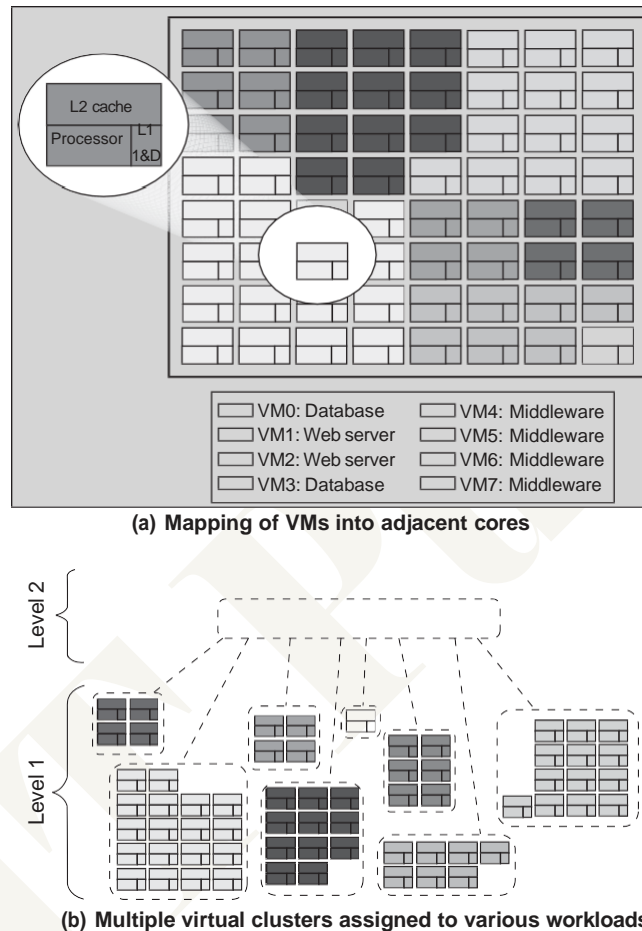 L2 cache
Processor
L1
1&D
VM0: Database
VM1: Web server
VM2: Web server
VM3: Database
VM4: Middleware
VM5: Middleware
VM6: Middleware
VM7: Middleware
(a) Mapping of VMs into adjacent cores
Level 2
Level 1
(b) Multiple virtual clusters assigned to various workloads